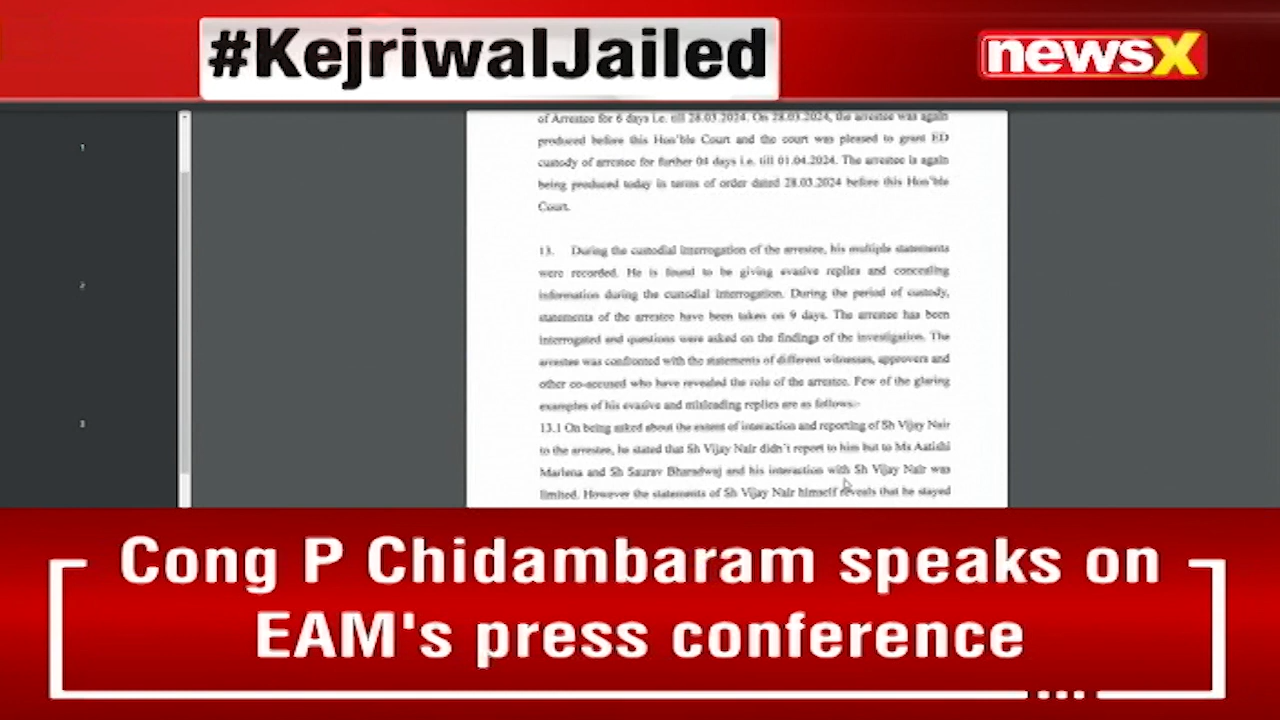 #KejriwalJailed
newsX
1
2
3
of Arrestee for 6 days i.e. till 28.03.2024. On 28.03.2024, the arrestee was again
produced before this Hon'ble Court and the court was pleased to grant ED
custody of arrestee for further 04 days i.e. till 01.04.2024. The arrestee is again
being produced today in terms of order dated 28.03.2024 before this Hon'ble
Court.
13. During the custodial interrogation of the arrestee, his multiple statements
were recorded. He is found to be giving evasive replies and concealing
information during the custodial interrogation. During the period of custody,
statements of the arrestee have been taken on 9 days. The arrestee has been
interrogated and questions were asked on the findings of the investigation. The
arrestee was confronted with the statements of different witnesses, approvers and
other co-accused who have revealed the role of the arrestee. Few of the glaring
examples of his evasive and misleading replies are as follows:-
13.1 On being asked about the extent of interaction and reporting of Sh Vijay Nair
to the arrestee, he stated that Sh Vijay Nair didn't report to him but to Ms Aatishi
Marlena and Sh Saurav Bharadwaj and his interaction with Sh Vijay Nair was
limited. However the statements of Sh Vijay Nair himself reveals that he stayed
Cong P Chidambaram speaks on
EAM's press conference